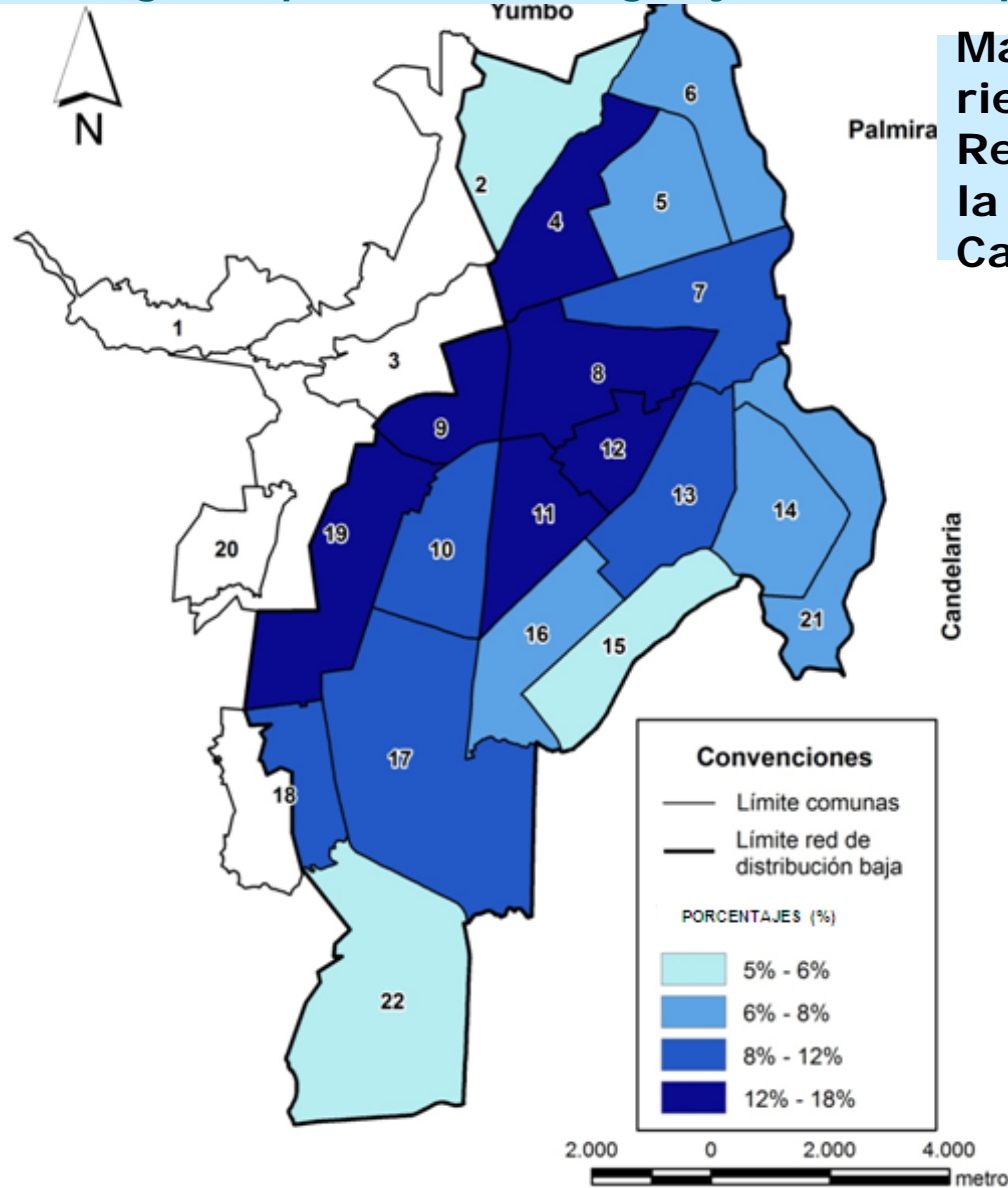 Yumbo
N
Palmira
la
6
2
4
5
7
1
3
8
9
12
19
11
13
14
10
20
Candelaria
16
21
15
17
18
22
Convenciones
Límite comunas
Límite red de
distribución baja
PORCENTAJES (%)
5% - 6%
6% - 8%
8% - 12%
12% - 18%
2.000 0 2.000 4.000